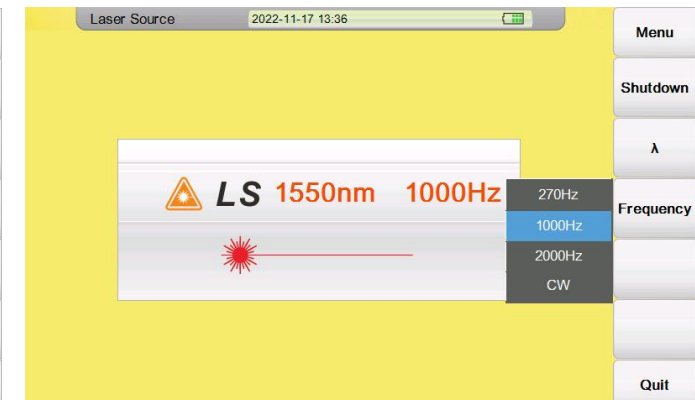 Laser Source 2022-11-17 13:36
Menu
Shutdown
λ
LS 1550nm 1000Hz
270Hz
1000Hz
2000Hz
CW
Frequency
Quit